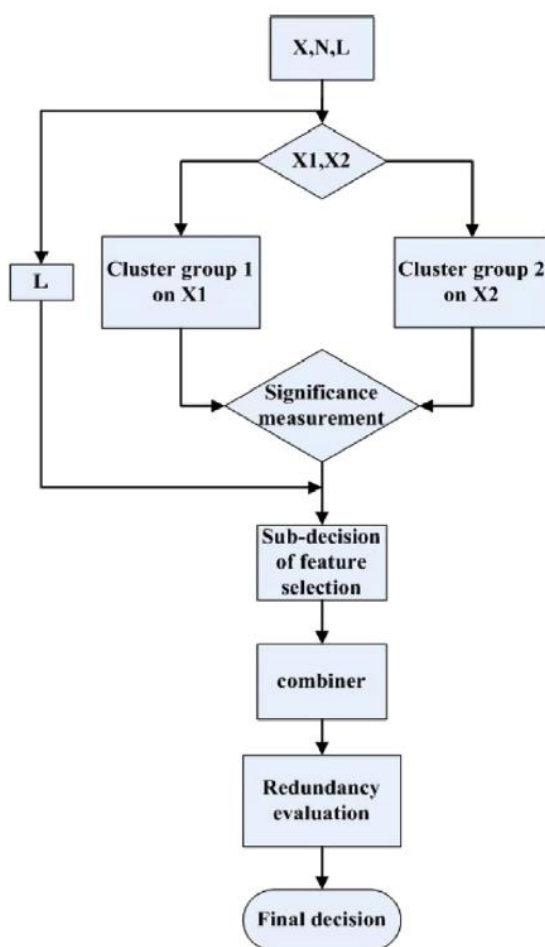 X,N,L
X1,X2
Cluster group 1
on X1
Cluster group 2
on X2
L
Significance
measurement
Sub-decision
of feature
selection
combiner
Redundancy
evaluation
Final decision